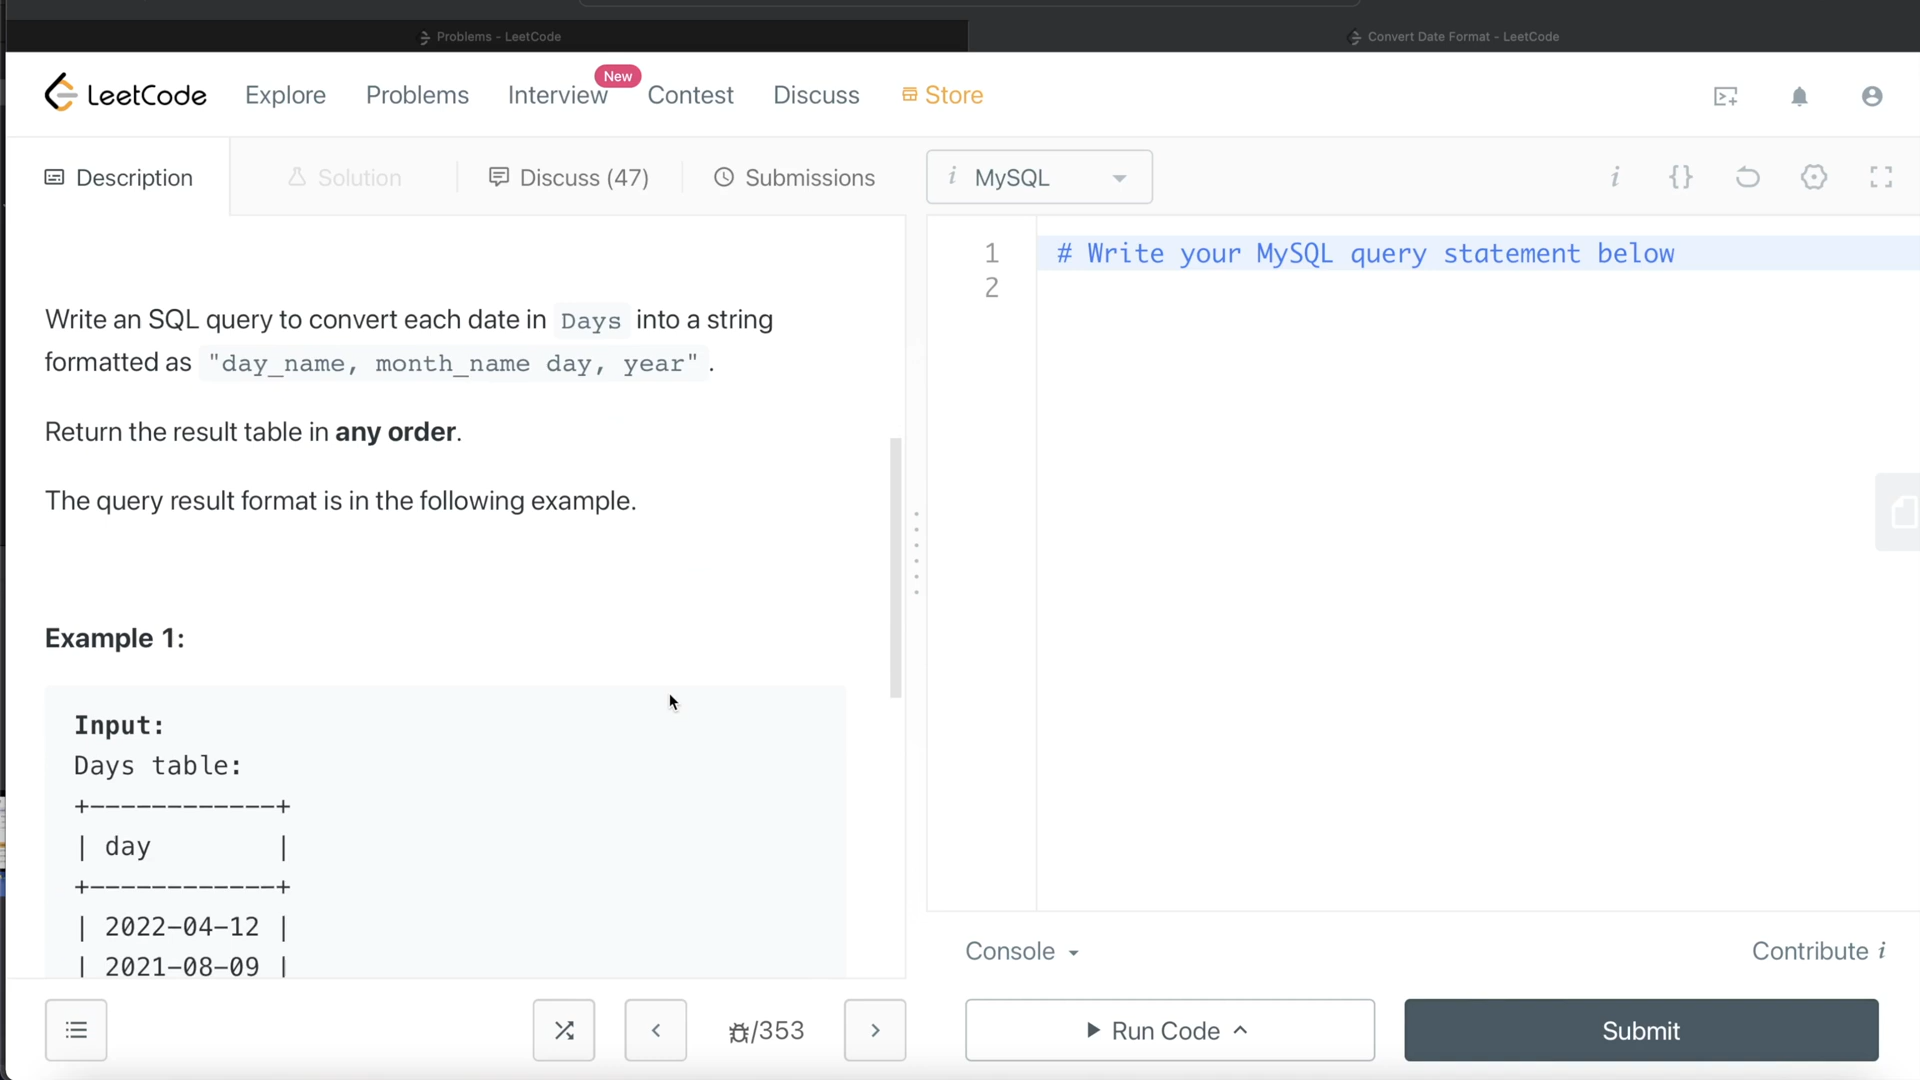 Problems - LeetCode
Convert Date Format - LeetCode
LeetCode Explore Problems Interview New Contest Discuss Store
Description Solution Discuss (47) Submissions
i MySQL
i {}
1 # Write your MySQL query statement below
2
Write an SQL query to convert each date in Days into a string
formatted as "day_name, month_name day, year".
Return the result table in any order.
The query result format is in the following example.
Example 1:
Input:
Days table:
+------------+
| day        |
+------------+
| 2022-04-12 |
| 2021-08-09 |
Console
Contribute i
/353
Run Code
Submit